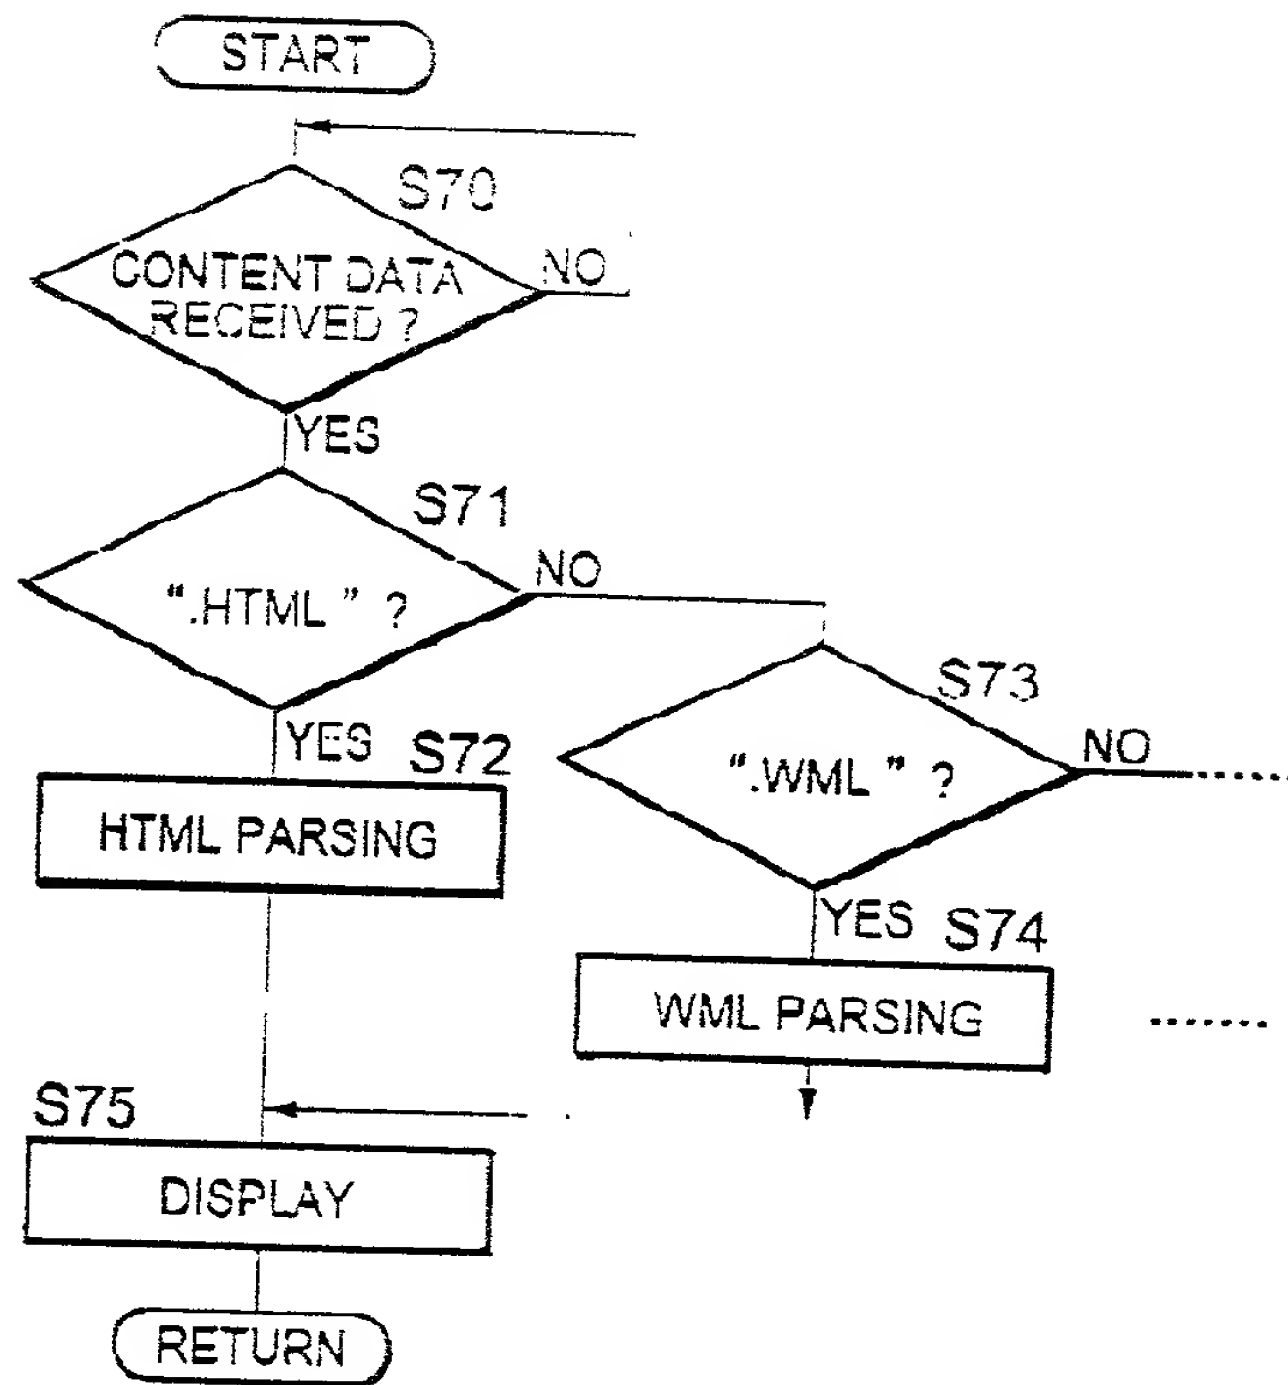 START
S70
CONTENT DATA
RECEIVED ?
NO
YES
S71
".HTML" ?
NO
YES
S72
HTML PARSING
S73
".WML" ?
NO
YES
S74
WML PARSING
S75
DISPLAY
RETURN